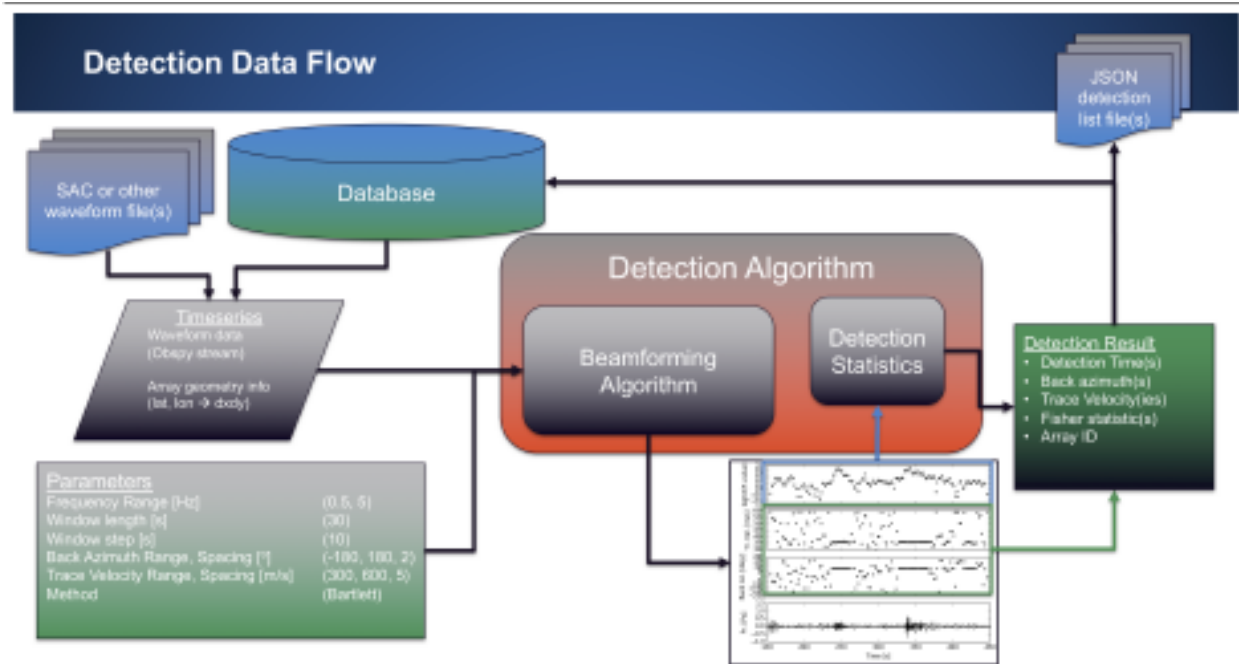 Detection Data Flow
JSON
detection
list file(s)
SAC or other
waveform file(s)
Database
Detection Algorithm
Timeseries
Waveform data
(Obspy stream)
Array geometry info
(lat, lon → dxdy)
Beamforming
Algorithm
Detection
Statistics
Detection Result
• Detection Time(s)
• Back azimuth(s)
• Trace Velocity(ies)
• Fisher statistic(s)
• Array ID
Parameters
Frequency Range [Hz] (0.5, 5)
Window length [s] (30)
Window step [s] (10)
Back Azimuth Range, Spacing [°] (-180, 180, 2)
Trace Velocity Range, Spacing [m/s] (300, 600, 5)
Method (Bartlett)
Time [s]